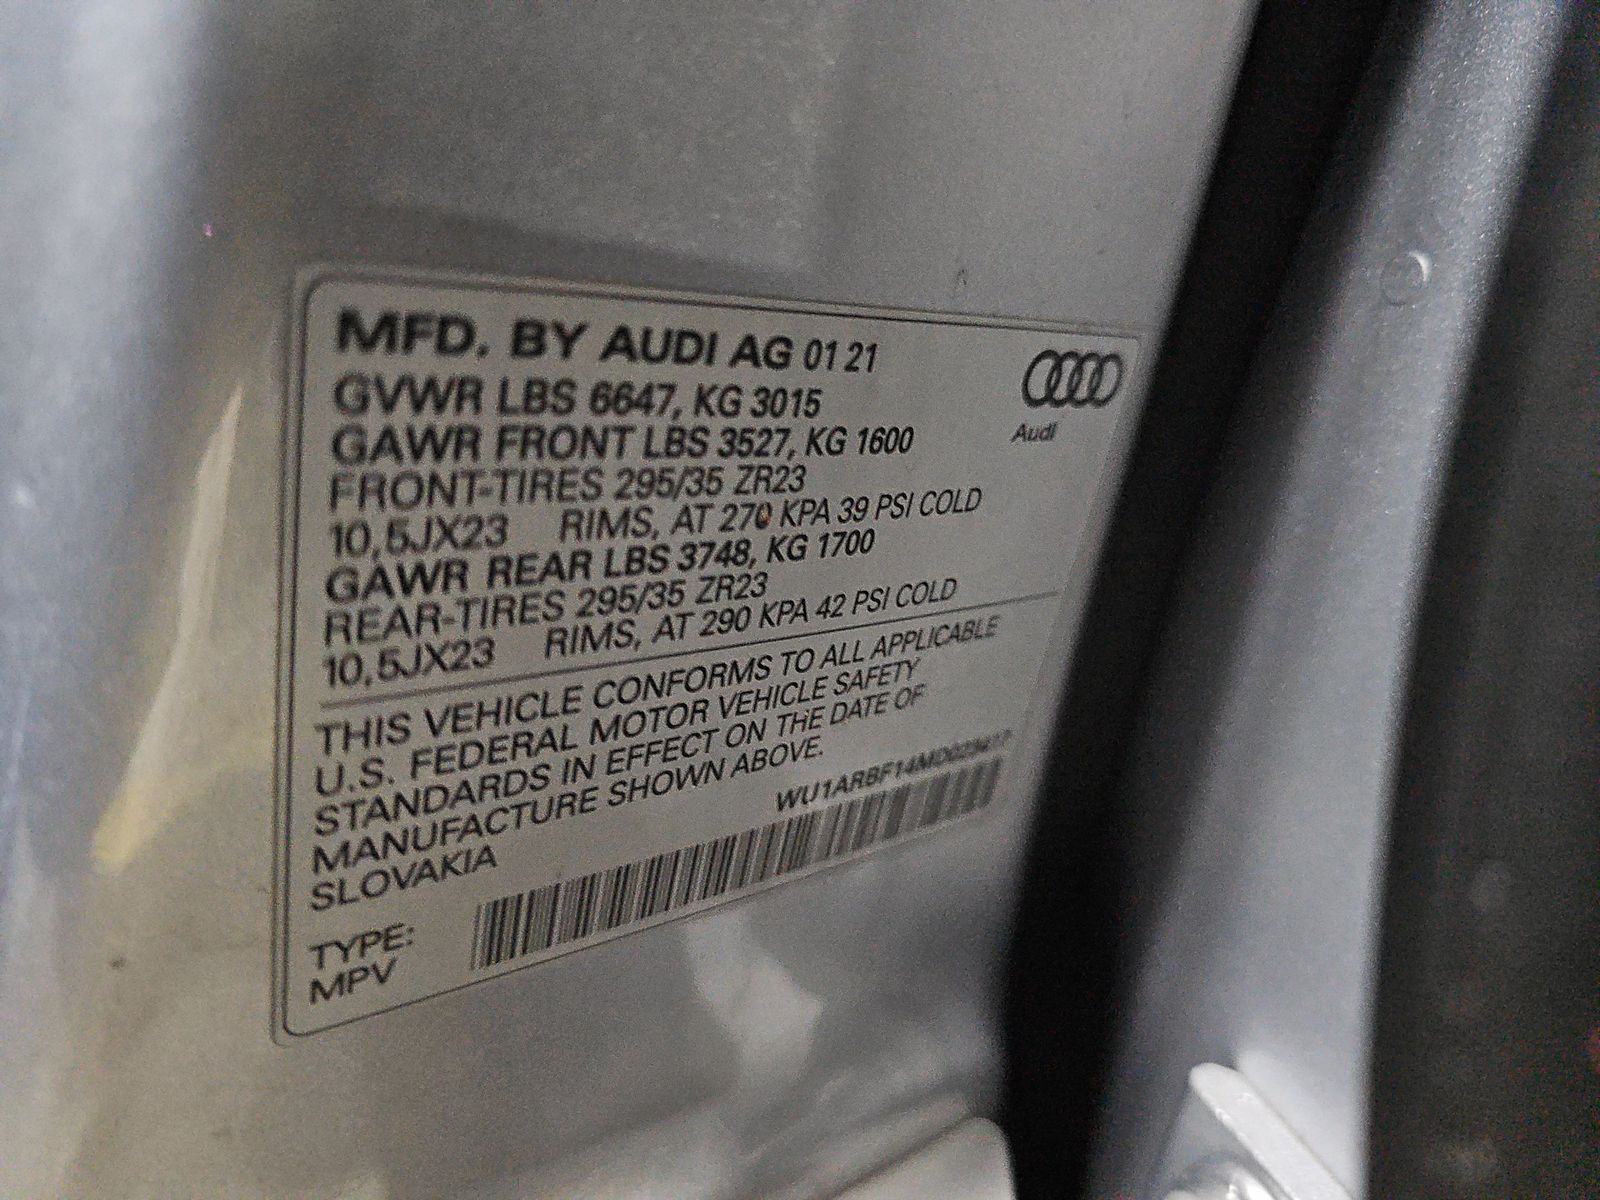 MFD. BY AUDI AG 01 21
GVWR LBS 6647, KG 3015
GAWR FRONT LBS 3527, KG 1600
FRONT-TIRES 295/35 ZR23
10,5JX23 RIMS, AT 270 KPA 39 PSI COLD
GAWR REAR LBS 3748, KG 1700
REAR-TIRES 295/35 ZR23
10,5JX23 RIMS, AT 290 KPA 42 PSI COLD
Audi
THIS VEHICLE CONFORMS TO ALL APPLICABLE
U.S. FEDERAL MOTOR VEHICLE SAFETY
STANDARDS IN EFFECT ON THE DATE OF
MANUFACTURE SHOWN ABOVE.
SLOVAKIA
TYPE:
MPV